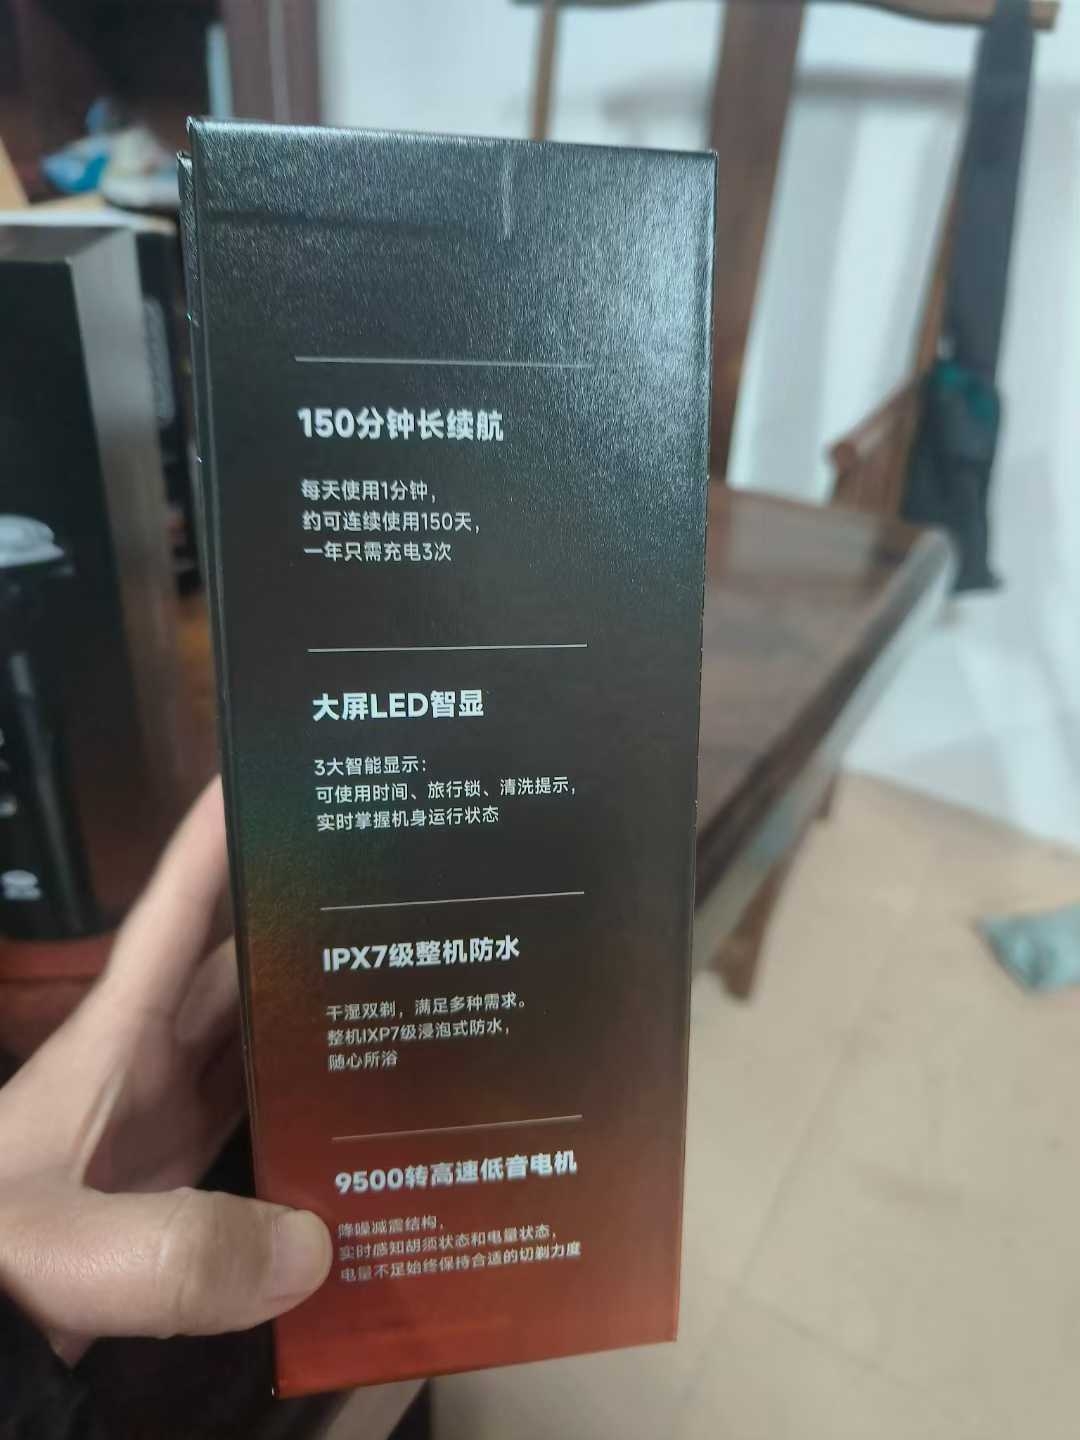 150分钟长续航
每天使用1分钟，
约可连续使用150天，
一年只需充电3次
大屏LED智显
3大智能显示：
可使用时间、旅行锁、清洗提示，
实时掌握机身运行状态
IPX7级整机防水
干湿双剃，满足多种需求。
整机IXP7级浸泡式防水，
随心所浴
9500转高速低音电机
降噪减震结构，
实时感知胡须状态和电量状态，
电量不足始终保持合适的切剃力度